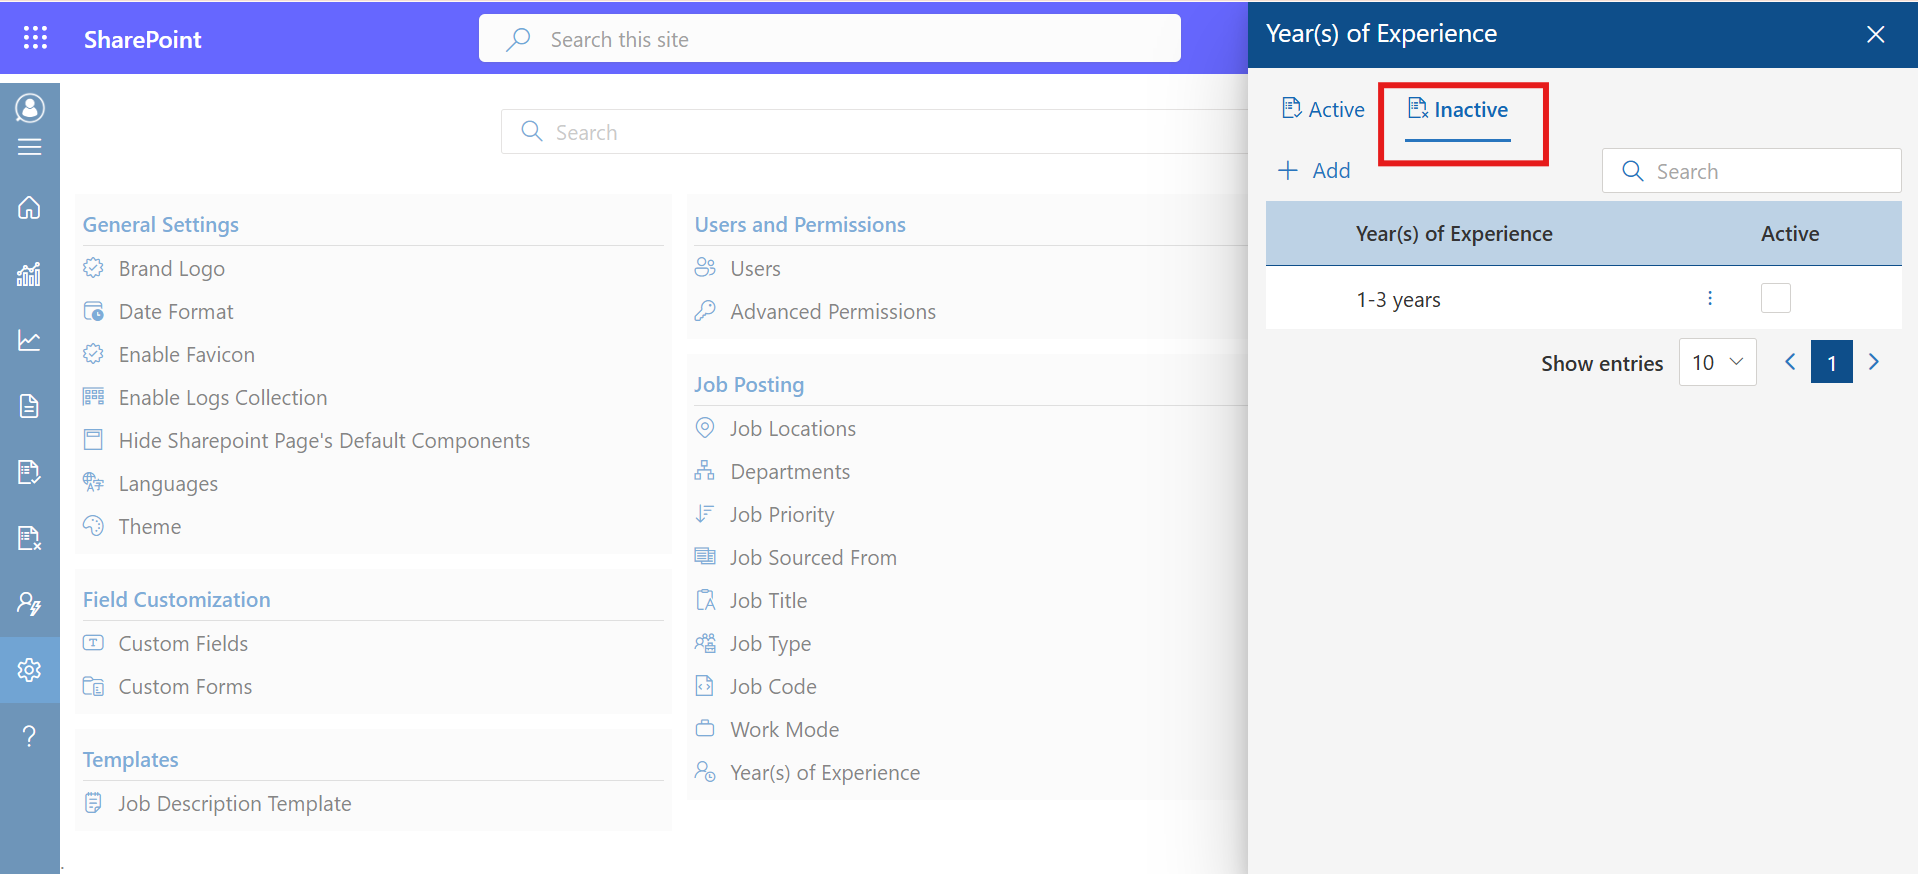 SharePoint
Search this site
Search
General Settings
Brand Logo
Date Format
Enable Favicon
Enable Logs Collection
Hide Sharepoint Page's Default Components
Languages
Theme
Field Customization
Custom Fields
Custom Forms
Templates
Job Description Template
Users and Permissions
Users
Advanced Permissions
Job Posting
Job Locations
Departments
Job Priority
Job Sourced From
Job Title
Job Type
Job Code
Work Mode
Year(s) of Experience
Year(s) of Experience
Active Inactive
Add Search
Year(s) of Experience Active
1-3 years
Show entries 10 1